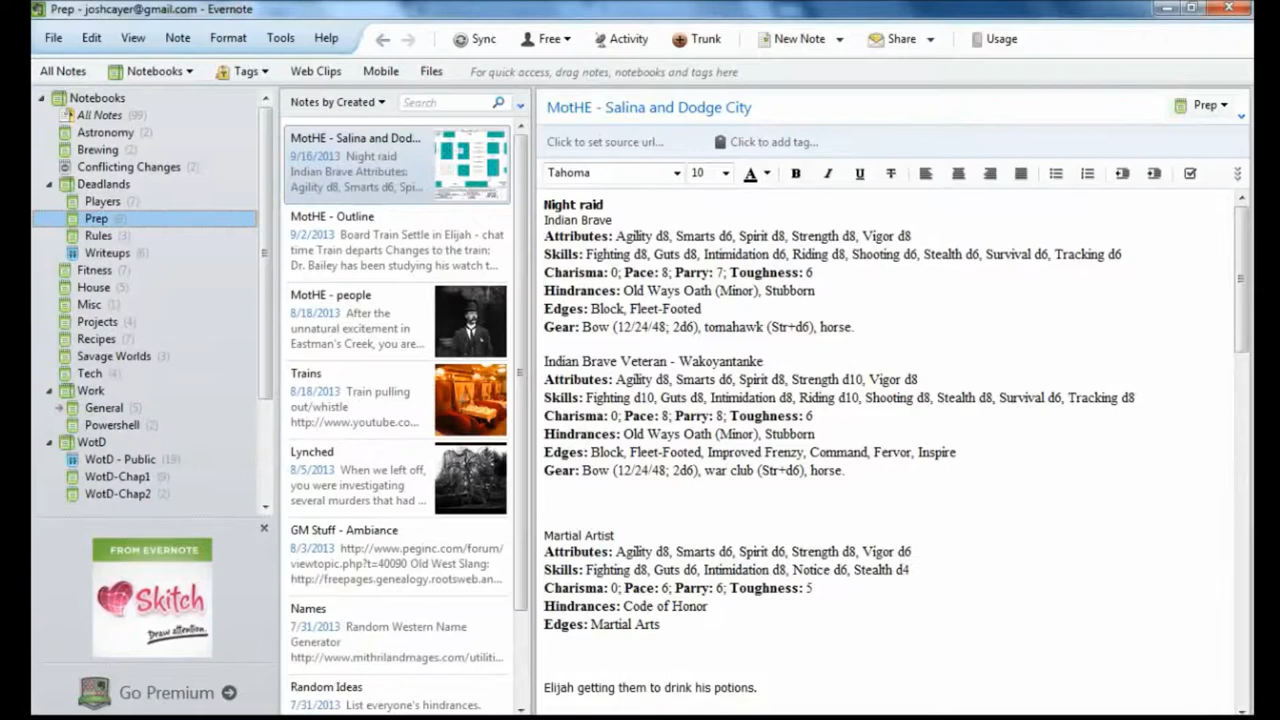 Prep - joshcayer@gmail.com - Evernote
File Edit View Note Format Tools Help
Sync Free Activity Trunk New Note Share Usage
All Notes Notebooks Tags Web Clips Mobile Files For quick access, drag notes, notebooks and tags here
Notebooks
All Notes (99)
Astronomy (2)
Brewing (2)
Conflicting Changes (2)
Deadlands
Players (7)
Prep
Rules (3)
Writeups (6)
Fitness (7)
House (5)
Misc (1)
Projects (4)
Recipes (7)
Savage Worlds (3)
Tech (4)
Work
General (5)
Powershell (2)
WotD
WotD - Public (19)
WotD-Chap1 (9)
WotD-Chap2 (2)
FROM EVERNOTE
Skitch
Draw attention.
Go Premium
Notes by Created Search
MotHE - Salina and Dod...
9/16/2013 Night raid
Indian Brave Attributes:
Agility d8, Smarts d6, Spi...
MotHE - Outline
9/2/2013 Board Train Settle in Elijah - chat
time Train departs Changes to the train:
Dr. Bailey has been studying his watch t...
MotHE - people
8/18/2013 After the
unnatural excitement in
Eastman's Creek, you are...
Trains
8/18/2013 Train pulling
out/whistle
http://www.youtube.co...
Lynched
8/5/2013 When we left off,
you were investigating
several murders that had ...
GM Stuff - Ambiance
8/3/2013 http://www.peginc.com/forum/
viewtopic.php?t=40090 Old West Slang:
http://freepages.genealogy.rootsweb.an...
Names
7/31/2013 Random Western Name
Generator
http://www.mithrilandmages.com/utiliti...
Random Ideas
7/31/2013 List everyone's hindrances.
MotHE - Salina and Dodge City
Prep
Click to set source url... Click to add tag...
Tahoma 10 A B I U T
Night raid
Indian Brave
Attributes: Agility d8, Smarts d6, Spirit d8, Strength d8, Vigor d8
Skills: Fighting d8, Guts d8, Intimidation d6, Riding d8, Shooting d6, Stealth d6, Survival d6, Tracking d6
Charisma: 0; Pace: 8; Parry: 7; Toughness: 6
Hindrances: Old Ways Oath (Minor), Stubborn
Edges: Block, Fleet-Footed
Gear: Bow (12/24/48; 2d6), tomahawk (Str+d6), horse.
Indian Brave Veteran - Wakoyantanke
Attributes: Agility d8, Smarts d6, Spirit d8, Strength d10, Vigor d8
Skills: Fighting d10, Guts d8, Intimidation d8, Riding d10, Shooting d8, Stealth d8, Survival d6, Tracking d8
Charisma: 0; Pace: 8; Parry: 8; Toughness: 6
Hindrances: Old Ways Oath (Minor), Stubborn
Edges: Block, Fleet-Footed, Improved Frenzy, Command, Fervor, Inspire
Gear: Bow (12/24/48; 2d6), war club (Str+d6), horse.
Martial Artist
Attributes: Agility d8, Smarts d6, Spirit d6, Strength d8, Vigor d6
Skills: Fighting d8, Guts d6, Intimidation d8, Notice d6, Stealth d4
Charisma: 0; Pace: 6; Parry: 6; Toughness: 5
Hindrances: Code of Honor
Edges: Martial Arts
Elijah getting them to drink his potions.